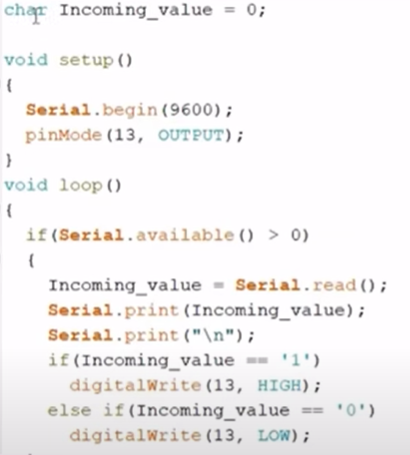 char Incoming_value = 0;
void setup()
{
Serial.begin(9600);
pinMode(13, OUTPUT);
}
void loop()
{
if(Serial.available() > 0)
{
Incoming_value = Serial.read();
Serial.print(Incoming_value);
Serial.print("\n");
if(Incoming_value == '1')
digitalWrite(13, HIGH);
else if(Incoming_value == '0')
digitalWrite(13, LOW);